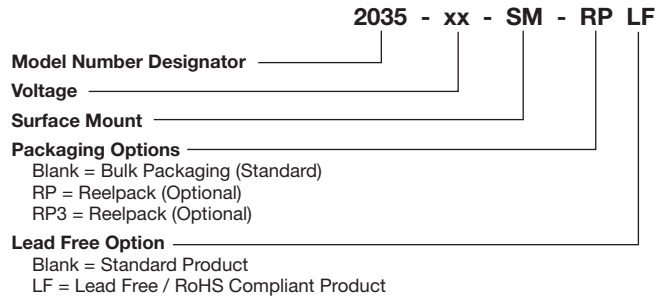 2035 - xx - SM - RP LF
Model Number Designator
Voltage
Surface Mount
Packaging Options
Blank = Bulk Packaging (Standard)
RP = Reelpack (Optional)
RP3 = Reelpack (Optional)
Lead Free Option
Blank = Standard Product
LF = Lead Free / RoHS Compliant Product